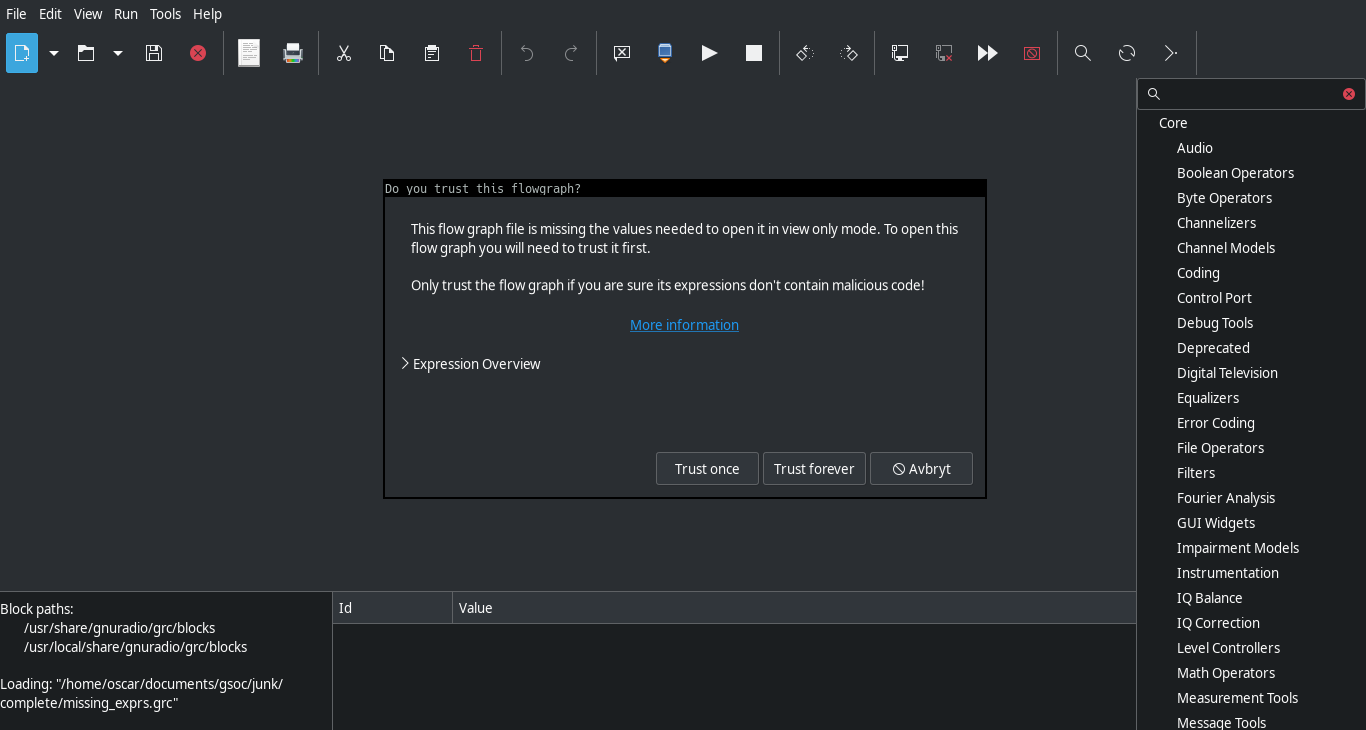 File Edit View Run Tools Help
Do you trust this flowgraph?
This flow graph file is missing the values needed to open it in view only mode. To open this
flow graph you will need to trust it first.
Only trust the flow graph if you are sure its expressions don't contain malicious code!
More information
Expression Overview
Trust once Trust forever Avbryt
Block paths:
/usr/share/gnuradio/grc/blocks
/usr/local/share/gnuradio/grc/blocks
Loading: "/home/oscar/documents/gsoc/junk/
complete/missing_exprs.grc"
Id Value
Core
Audio
Boolean Operators
Byte Operators
Channelizers
Channel Models
Coding
Control Port
Debug Tools
Deprecated
Digital Television
Equalizers
Error Coding
File Operators
Filters
Fourier Analysis
GUI Widgets
Impairment Models
Instrumentation
IQ Balance
IQ Correction
Level Controllers
Math Operators
Measurement Tools
Message Tools